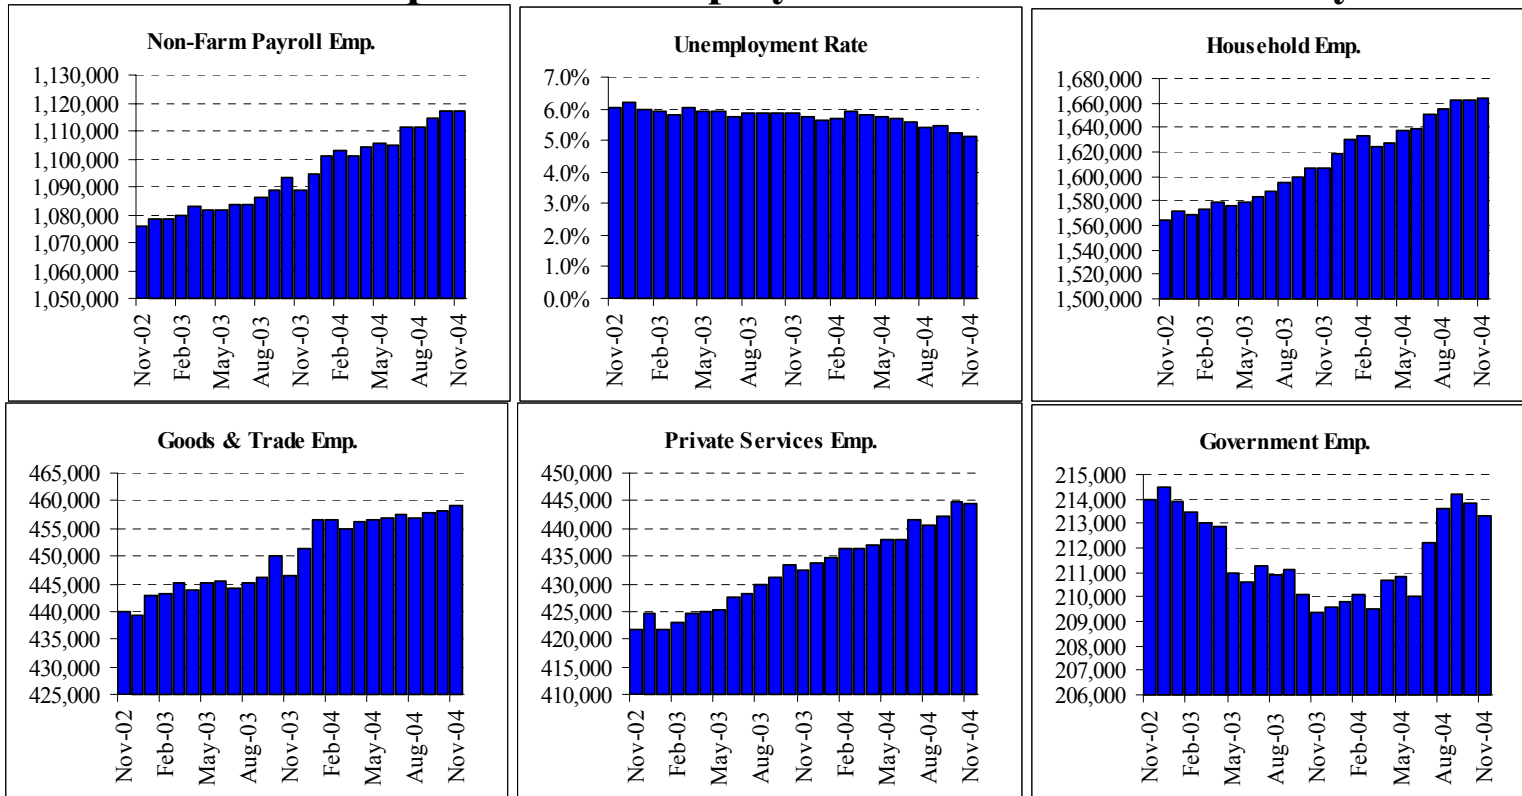 Non-Farm Payroll Emp.
1,130,000
1,120,000
1,110,000
1,100,000
1,090,000
1,080,000
1,070,000
1,060,000
1,050,000
Nov-02
Feb-03
May-03
Aug-03
Nov-03
Feb-04
May-04
Aug-04
Nov-04
Unemployment Rate
7.0%
6.0%
5.0%
4.0%
3.0%
2.0%
1.0%
0.0%
Nov-02
Feb-03
May-03
Aug-03
Nov-03
Feb-04
May-04
Aug-04
Nov-04
Household Emp.
1,680,000
1,660,000
1,640,000
1,620,000
1,600,000
1,580,000
1,560,000
1,540,000
1,520,000
1,500,000
Nov-02
Feb-03
May-03
Aug-03
Nov-03
Feb-04
May-04
Aug-04
Nov-04
Goods & Trade Emp.
465,000
460,000
455,000
450,000
445,000
440,000
435,000
430,000
425,000
Nov-02
Feb-03
May-03
Aug-03
Nov-03
Feb-04
May-04
Aug-04
Nov-04
Private Services Emp.
450,000
445,000
440,000
435,000
430,000
425,000
420,000
415,000
410,000
Nov-02
Feb-03
May-03
Aug-03
Nov-03
Feb-04
May-04
Aug-04
Nov-04
Government Emp.
215,000
214,000
213,000
212,000
211,000
210,000
209,000
208,000
207,000
206,000
Nov-02
Feb-03
May-03
Aug-03
Nov-03
Feb-04
May-04
Aug-04
Nov-04